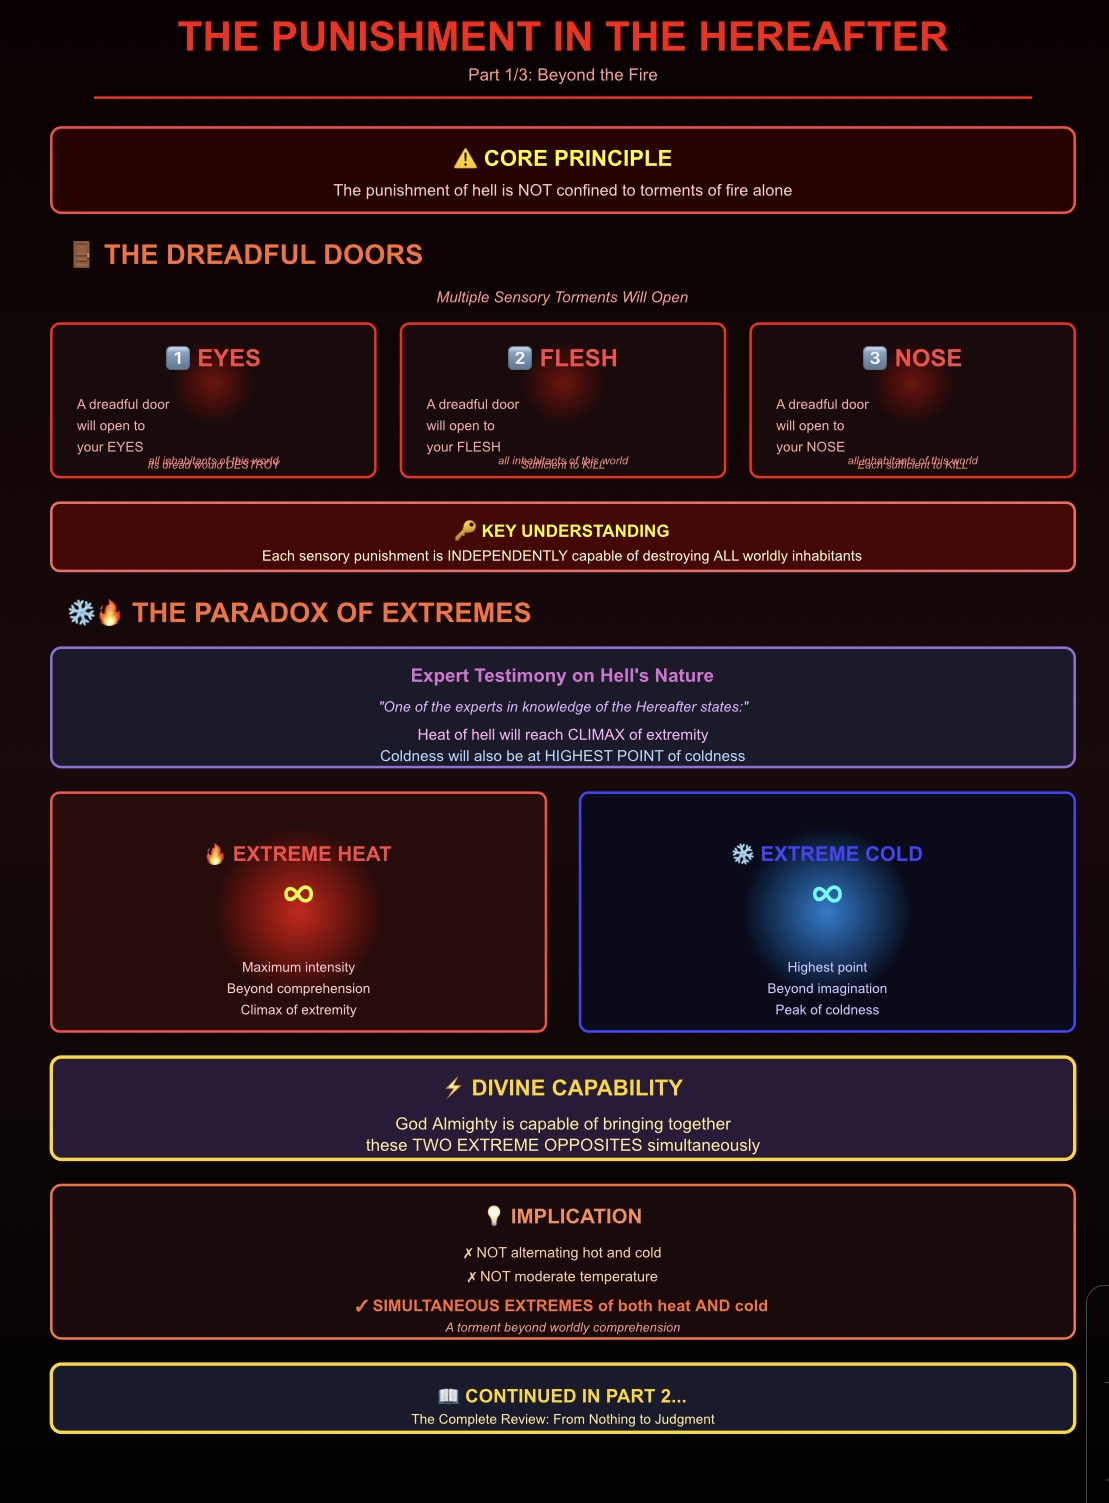 THE PUNISHMENT IN THE HEREAFTER
Part 1/3: Beyond the Fire
⚠️ CORE PRINCIPLE
The punishment of hell is NOT confined to torments of fire alone
🚪 THE DREADFUL DOORS
Multiple Sensory Torments Will Open
1️⃣ EYES
A dreadful door
will open to
your EYES
all inhabitants of this world
its dread would DESTROY
2️⃣ FLESH
A dreadful door
will open to
your FLESH
all inhabitants of this world
Sufficient to KILL
3️⃣ NOSE
A dreadful door
will open to
your NOSE
all inhabitants of this world
Each sufficient to KILL
🔑 KEY UNDERSTANDING
Each sensory punishment is INDEPENDENTLY capable of destroying ALL worldly inhabitants
❄️🔥 THE PARADOX OF EXTREMES
Expert Testimony on Hell's Nature
"One of the experts in knowledge of the Hereafter states:"
Heat of hell will reach CLIMAX of extremity
Coldness will also be at HIGHEST POINT of coldness
🔥 EXTREME HEAT
∞
Maximum intensity
Beyond comprehension
Climax of extremity
❄️ EXTREME COLD
∞
Highest point
Beyond imagination
Peak of coldness
⚡ DIVINE CAPABILITY
God Almighty is capable of bringing together
these TWO EXTREME OPPOSITES simultaneously
💡 IMPLICATION
✗ NOT alternating hot and cold
✗ NOT moderate temperature
✓ SIMULTANEOUS EXTREMES of both heat AND cold
A torment beyond worldly comprehension
📖 CONTINUED IN PART 2...
The Complete Review: From Nothing to Judgment